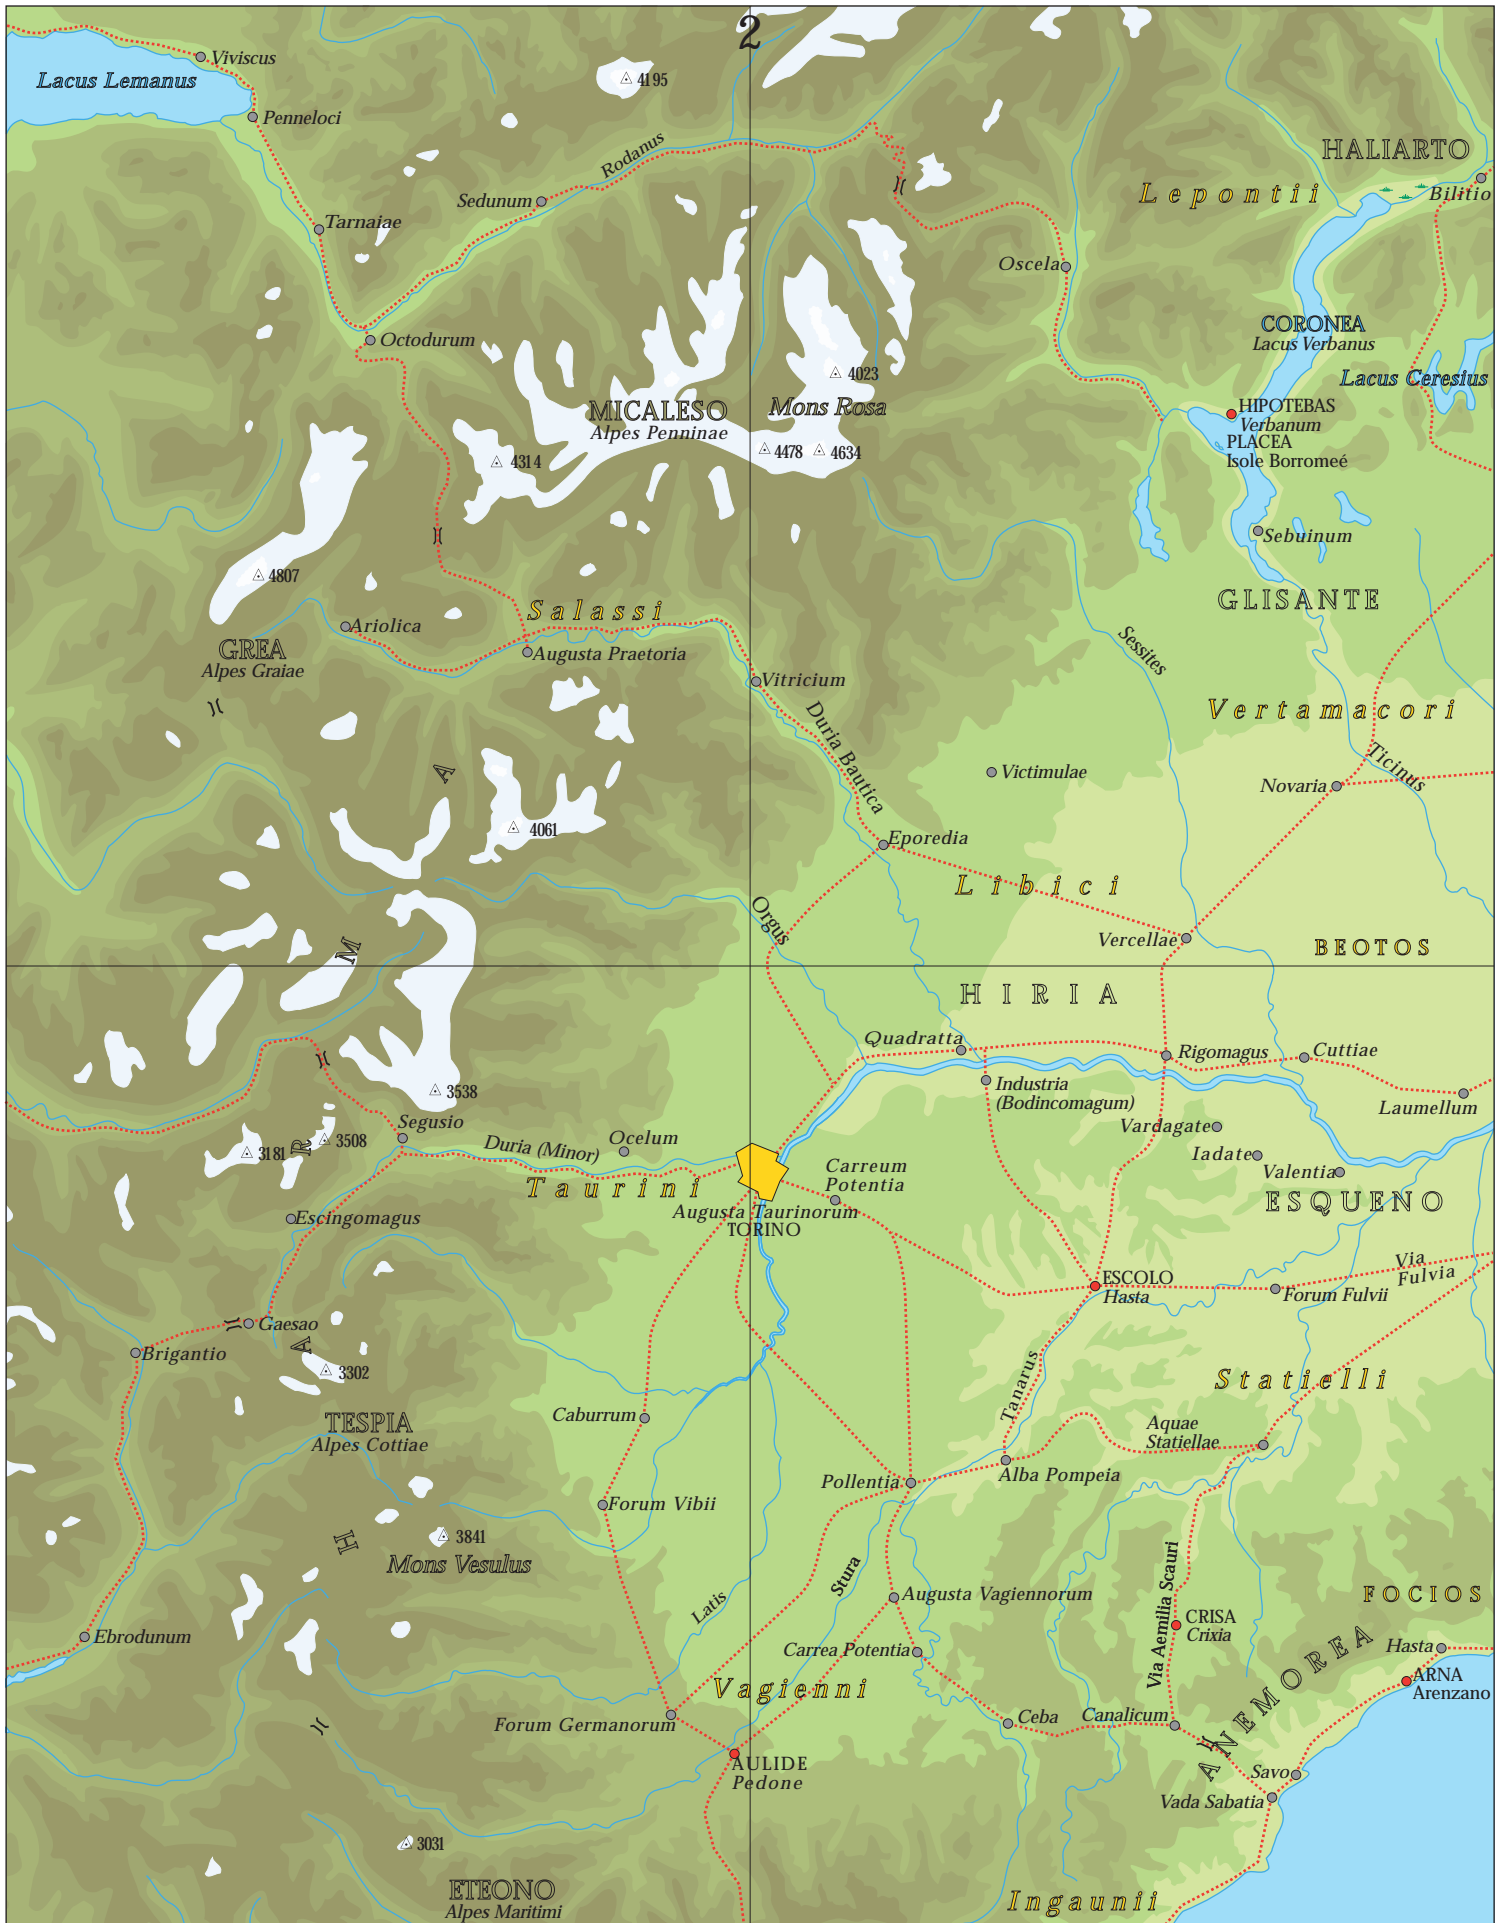 2
Viviscus
Lacus Lemanus
4195
Penneloci
Rodanus
HALIARTO
Lepontii
Bilitio
Sedunum
Tarnaiae
Oscela
CORONEA
Lacus Verbanus
Octodurum
4023
Lacus Ceresius
MICALESO
Alpes Penninae
Mons Rosa
HIPOTEBAS
Verbanum
PLACEA
Isole Borromeé
4314
4478
4634
Sebuinum
4807
GLISANTE
Salassi
Ariolica
Sessites
GREA
Alpes Graiae
Augusta Praetoria
Vitricium
Vertamacori
Duria Bautica
A
Victimulae
Ticinus
Novaria
4061
Eporedia
Libici
Orgus
Vercellae
BEOTOS
M
HIRIA
Quadratta
Rigomagus
Cuttiae
3538
Industria
(Bodincomagum)
Laumellum
Segusio
Vardagate
3508
R
3181
Duria (Minor)
Ocelum
Iadate
Valentia
Carreum
Potentia
Taurini
ESQUENO
Augusta Taurinorum
TORINO
Escingomagus
Via
Fulvia
ESCOLO
Hasta
Forum Fulvii
Gaesao
A
Brigantio
3302
Tanarus
Statielli
TESPIA
Alpes Cottiae
Caburrum
Aquae
Statiellae
Pollentia
Alba Pompeia
Forum Vibii
H
3841
Mons Vesulus
Stura
Via Aemilia Scauri
Latis
Augusta Vagiennorum
FOCIOS
CRISA
Crixia
Ebrodunum
Carrea Potentia
Hasta
ANEMOREA
ARNA
Arenzano
Vagienni
Forum Germanorum
Ceba
Canalicum
AULIDE
Pedone
Savo
Vada Sabatia
3031
ETEONO
Alpes Maritimi
Ingaunii